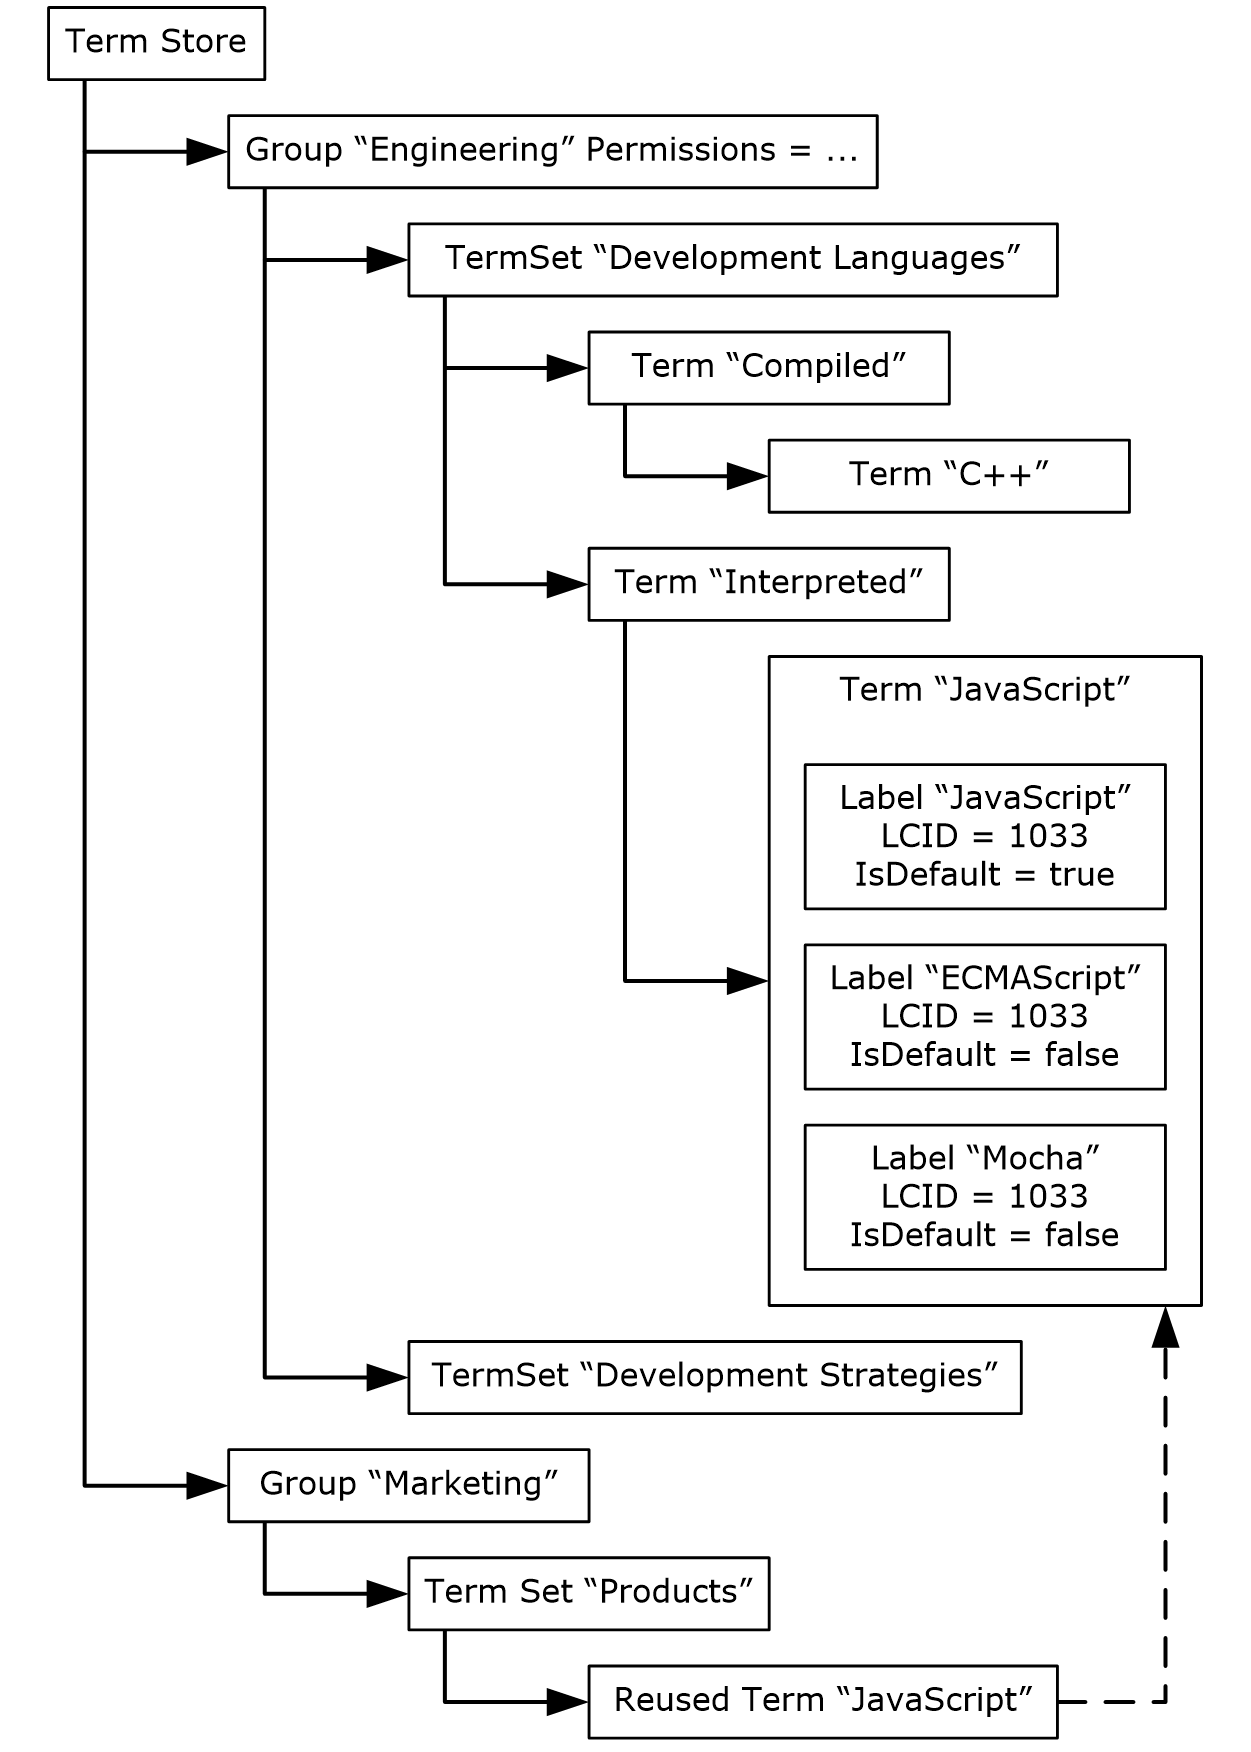 Term Store
Group “Engineering” Permissions = …
TermSet “Development Languages”
Term “Compiled”
Term “C++”
Term “Interpreted”
Term “JavaScript”
Label “JavaScript”
LCID = 1033
IsDefault = true
Label “ECMAScript”
LCID = 1033
IsDefault = false
Label “Mocha”
LCID = 1033
IsDefault = false
TermSet “Development Strategies”
Group “Marketing”
Term Set “Products”
Reused Term “JavaScript”